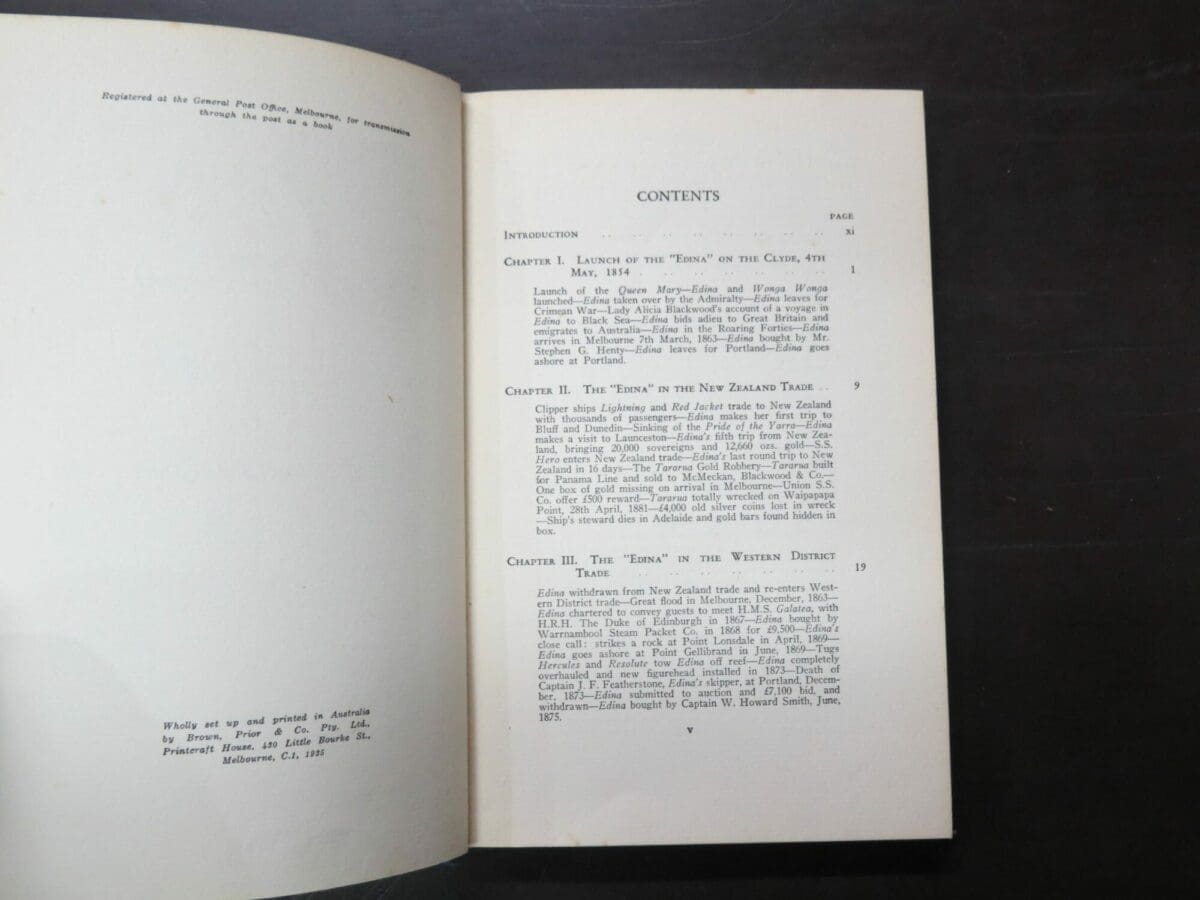 Registered at the General Post Office, Melbourne, for transmission
through the post as a book
Wholly set up and printed in Australia
by Brown, Prior & Co. Pty. Ltd.,
Printcraft House, 430 Little Bourke St.,
Melbourne, C.1, 1935
CONTENTS
PAGE
Introduction .. .. .. .. .. .. .. .. xi
Chapter I. Launch of the "Edina" on the Clyde, 4th
May, 1854 .. .. .. .. .. .. .. 1
Launch of the Queen Mary—Edina and Wonga Wonga
launched—Edina taken over by the Admiralty—Edina leaves for
Crimean War—Lady Alicia Blackwood's account of a voyage in
Edina to Black Sea—Edina bids adieu to Great Britain and
emigrates to Australia—Edina in the Roaring Forties—Edina
arrives in Melbourne 7th March, 1863—Edina bought by Mr.
Stephen G. Henty—Edina leaves for Portland—Edina goes
ashore at Portland.
Chapter II. The "Edina" in the New Zealand Trade .. 9
Clipper ships Lightning and Red Jacket trade to New Zealand
with thousands of passengers—Edina makes her first trip to
Bluff and Dunedin—Sinking of the Pride of the Yarra—Edina
makes a visit to Launceston—Edina's fifth trip from New Zea-
land, bringing 20,000 sovereigns and 12,660 ozs. gold—S.S.
Hero enters New Zealand trade—Edina's last round trip to New
Zealand in 16 days—The Tararua Gold Robbery—Tararua built
for Panama Line and sold to McMeckan, Blackwood & Co.—
One box of gold missing on arrival in Melbourne—Union S.S.
Co. offer £500 reward—Tararua totally wrecked on Waipapapa
Point, 28th April, 1881—£4,000 old silver coins lost in wreck
—Ship's steward dies in Adelaide and gold bars found hidden in
box.
Chapter III. The "Edina" in the Western District
Trade .. .. .. .. .. .. .. 19
Edina withdrawn from New Zealand trade and re-enters West-
ern District trade—Great flood in Melbourne, December, 1863—
Edina chartered to convey guests to meet H.M.S. Galatea, with
H.R.H. The Duke of Edinburgh in 1867—Edina bought by
Warrnambool Steam Packet Co. in 1868 for £9,500—Edina's
close call: strikes a rock at Point Lonsdale in April, 1869—
Edina goes ashore at Point Gellibrand in June, 1869—Tugs
Hercules and Resolute tow Edina off reef—Edina completely
overhauled and new figurehead installed in 1873—Death of
Captain J. F. Featherstone, Edina's skipper, at Portland, Decem-
ber, 1873—Edina submitted to auction and £7,100 bid, and
withdrawn—Edina bought by Captain W. Howard Smith, June,
1875.
v